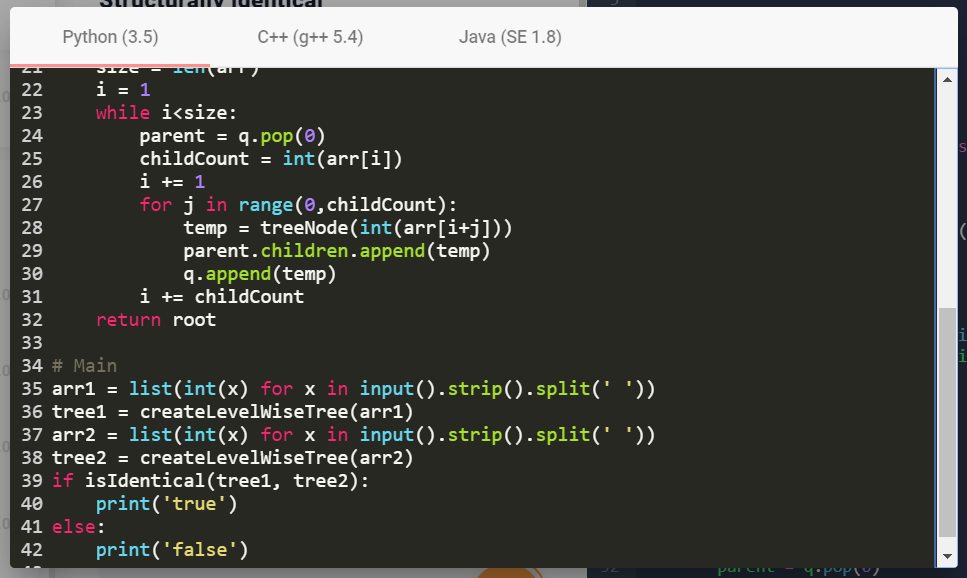 Structurally Identical
Python (3.5) C++ (g++ 5.4) Java (SE 1.8)
21     size = len(arr)
22     i = 1
23     while i<size:
24         parent = q.pop(0)
25         childCount = int(arr[i])
26         i += 1
27         for j in range(0,childCount):
28             temp = treeNode(int(arr[i+j]))
29             parent.children.append(temp)
30             q.append(temp)
31         i += childCount
32     return root
33
34 # Main
35 arr1 = list(int(x) for x in input().strip().split(' '))
36 tree1 = createLevelWiseTree(arr1)
37 arr2 = list(int(x) for x in input().strip().split(' '))
38 tree2 = createLevelWiseTree(arr2)
39 if isIdentical(tree1, tree2):
40     print('true')
41 else:
42     print('false')
parent = q.pop(0)